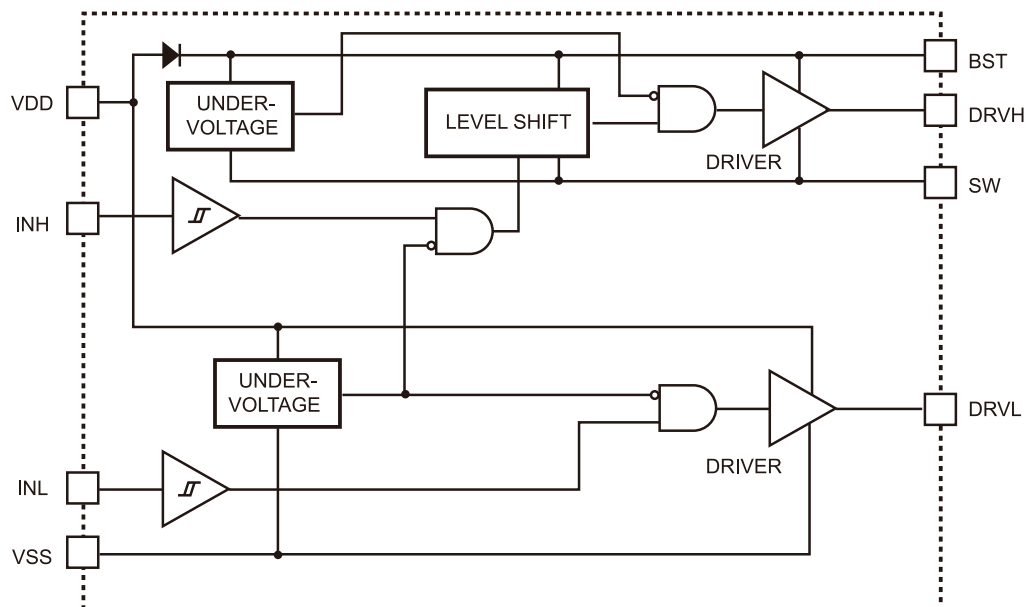 BST
VDD
UNDER-
VOLTAGE
LEVEL SHIFT
DRVH
DRIVER
SW
INH
UNDER-
VOLTAGE
DRVL
DRIVER
INL
VSS